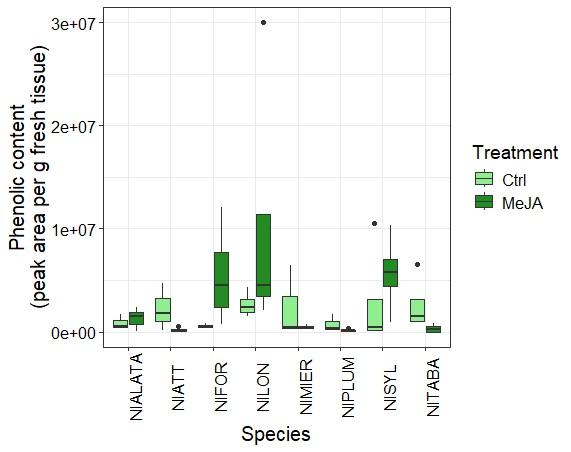 Phenolic content
(peak area per g fresh tissue)
3e+07
2e+07
1e+07
0e+00
NIALATA
NIATT
NIFOR
NILON
NIMIER
NIPLUM
NISYL
NITABA
Species
Treatment
Ctrl
MeJA